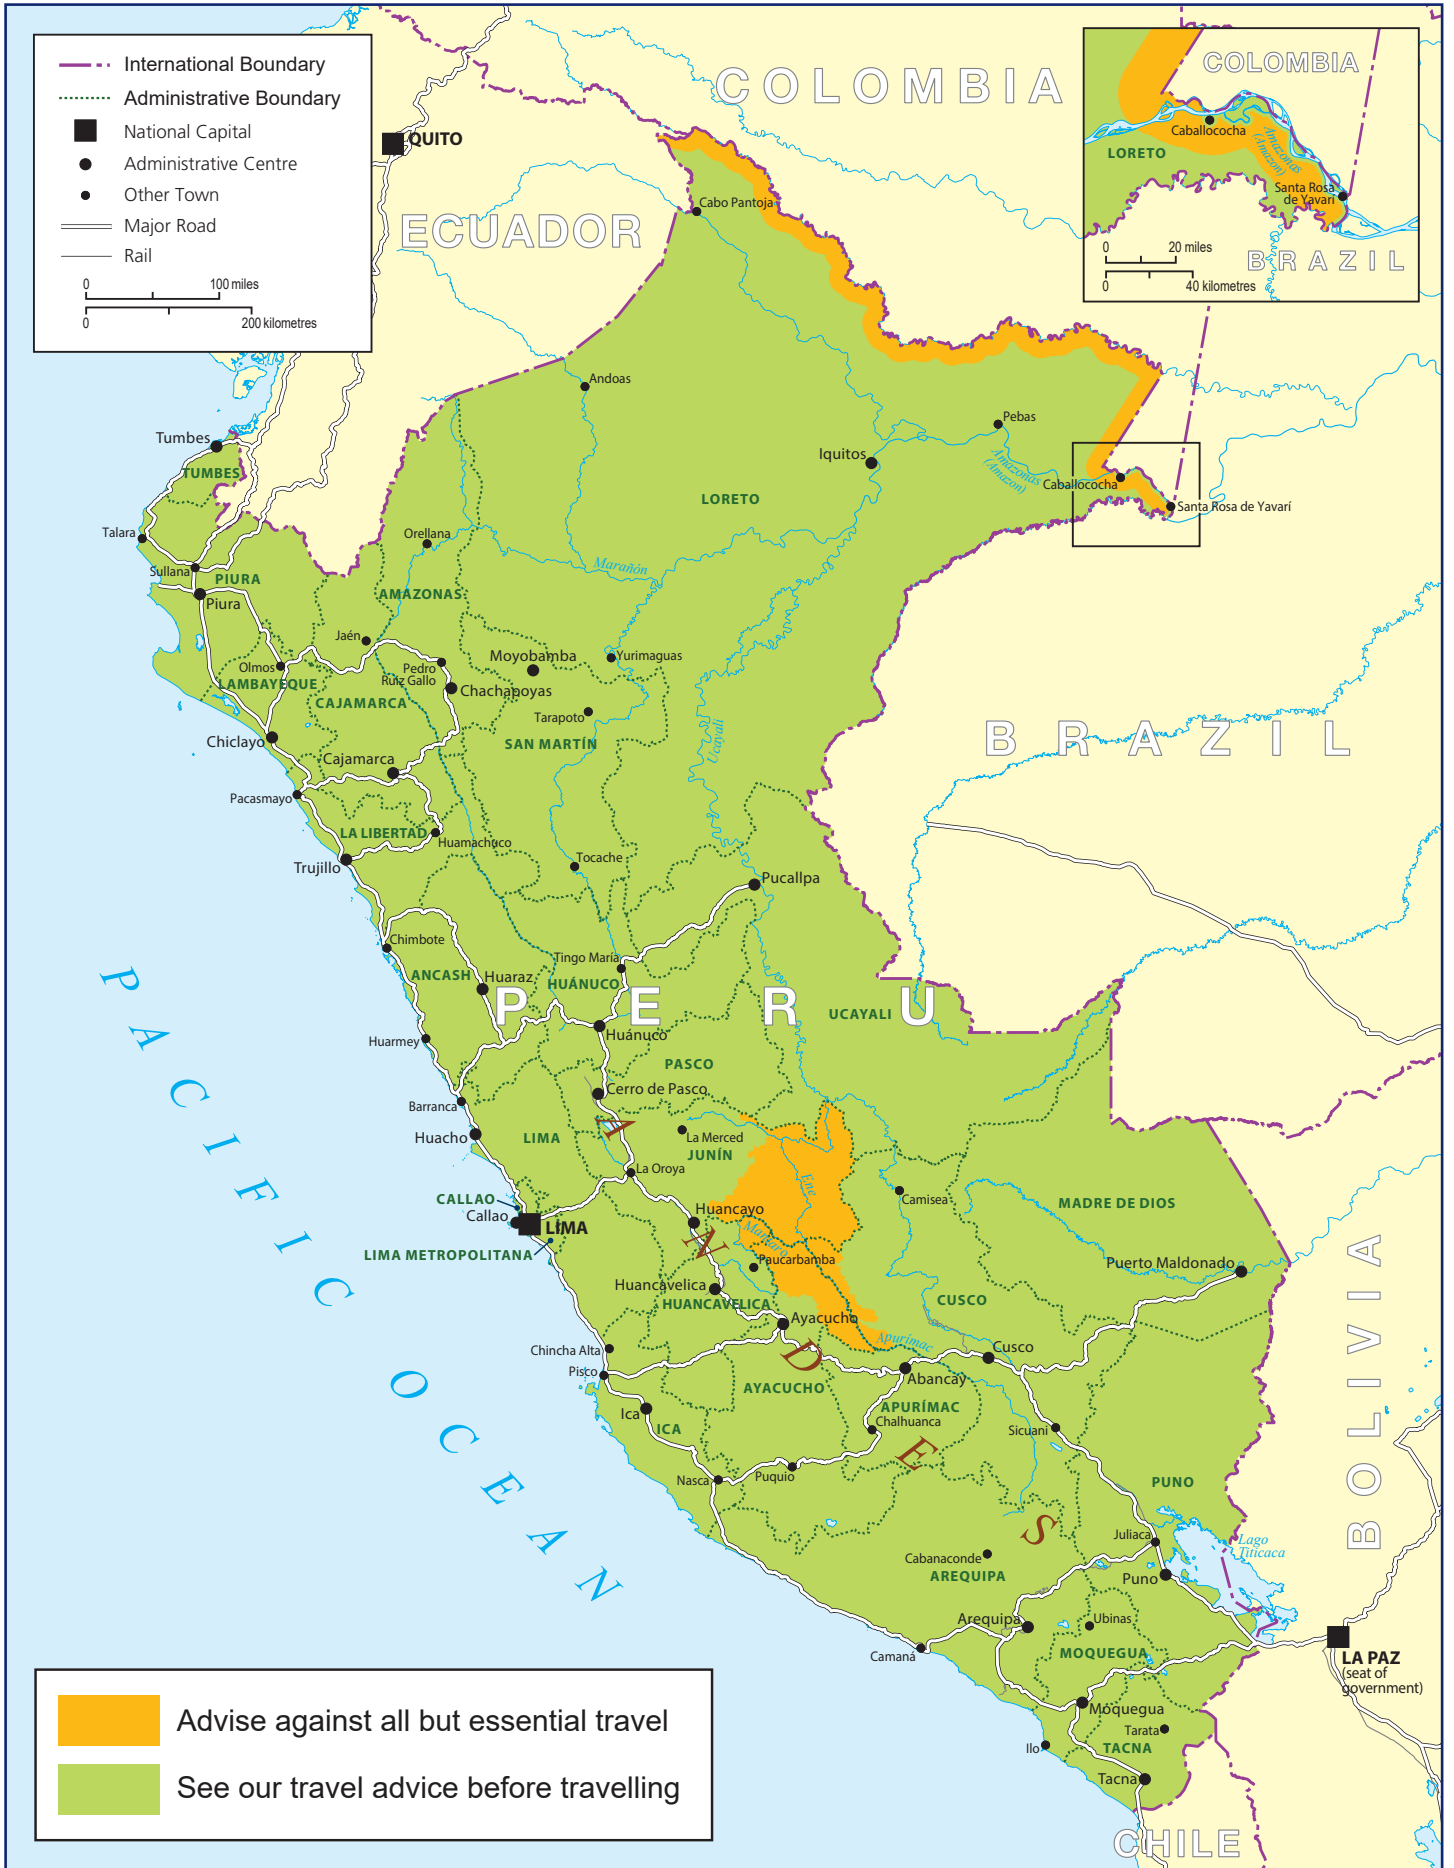 International Boundary
Administrative Boundary
National Capital
Administrative Centre
Other Town
Major Road
Rail
0 100 miles
0 200 kilometres
COLOMBIA
QUITO
ECUADOR
Cabo Pantoja
COLOMBIA
Caballococha
LORETO
Amazonas
(Amazon)
Santa Rosa
de Yavarí
0 20 miles
0 40 kilometres
BRAZIL
Andoas
Tumbes
TUMBES
Pebas
Iquitos
Amazonas
(Amazon)
Caballococha
LORETO
Santa Rosa de Yavarí
Talara
Orellana
Sullana
PIURA
Marañón
Piura
AMAZONAS
Jaén
Moyobamba
Yurimaguas
Olmos
Pedro
Ruiz Gallo
LAMBAYEQUE
Chachapoyas
CAJAMARCA
Tarapoto
Chiclayo
SAN MARTÍN
Ucayali
BRAZIL
Cajamarca
Pacasmayo
LA LIBERTAD
Huamachuco
Trujillo
Tocache
Pucallpa
Chimbote
Tingo María
ANCASH
Huaraz
HUÁNUCO
PERU
UCAYALI
Huánuco
Huarmey
PASCO
Cerro de Pasco
Barranca
Huacho
LIMA
La Merced
JUNÍN
La Oroya
Ene
Camisea
MADRE DE DIOS
CALLAO
Callao
LIMA
Huancayo
LIMA METROPOLITANA
Mantaro
Paucarbamba
Puerto Maldonado
Huancavelica
HUANCAVELICA
CUSCO
Ayacucho
Apurímac
Chincha Alta
Cusco
Pisco
Abancay
AYACUCHO
APURÍMAC
Ica
ICA
Chalhuanca
Sicuani
Nasca
Puquio
PUNO
ANDES
PACIFIC OCEAN
BOLIVIA
Juliaca
Lago
Titicaca
Cabanaconde
AREQUIPA
Puno
Arequipa
Ubinas
Camaná
MOQUEGUA
LA PAZ
(seat of
government)
Moquegua
Tarata
Ilo
TACNA
Tacna
CHILE
Advise against all but essential travel
See our travel advice before travelling